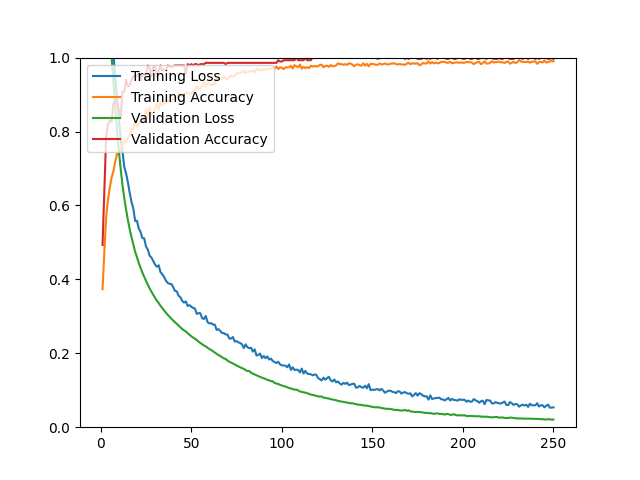 1.0
0.8
0.6
0.4
0.2
0.0
Training Loss
Training Accuracy
Validation Loss
Validation Accuracy
0 50 100 150 200 250